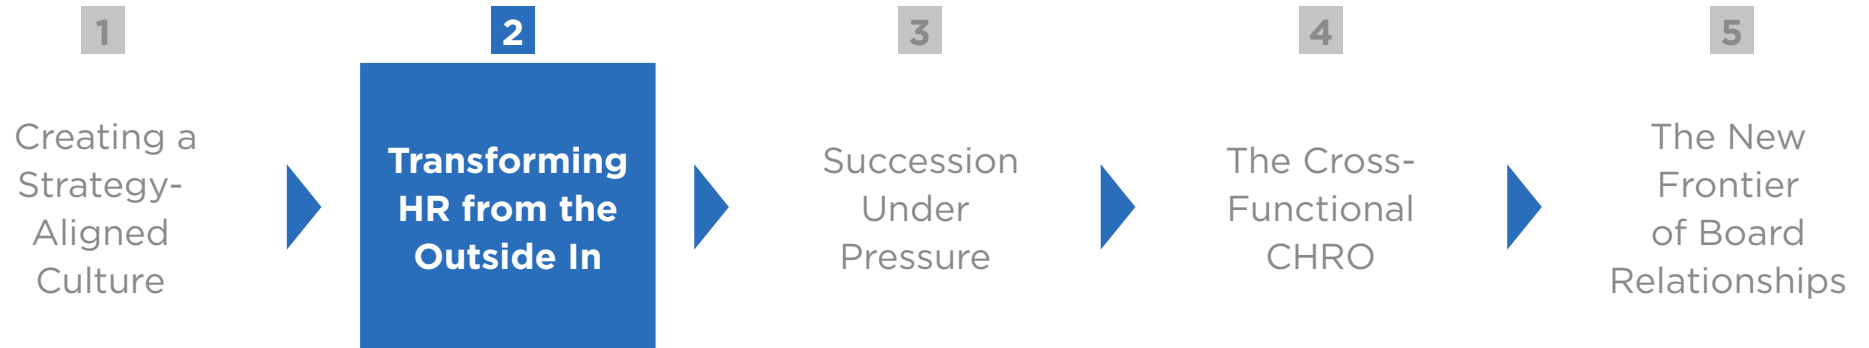 1
Creating a
Strategy-
Aligned
Culture
2
Transforming
HR from the
Outside In
3
Succession
Under
Pressure
4
The Cross-
Functional
CHRO
5
The New
Frontier
of Board
Relationships